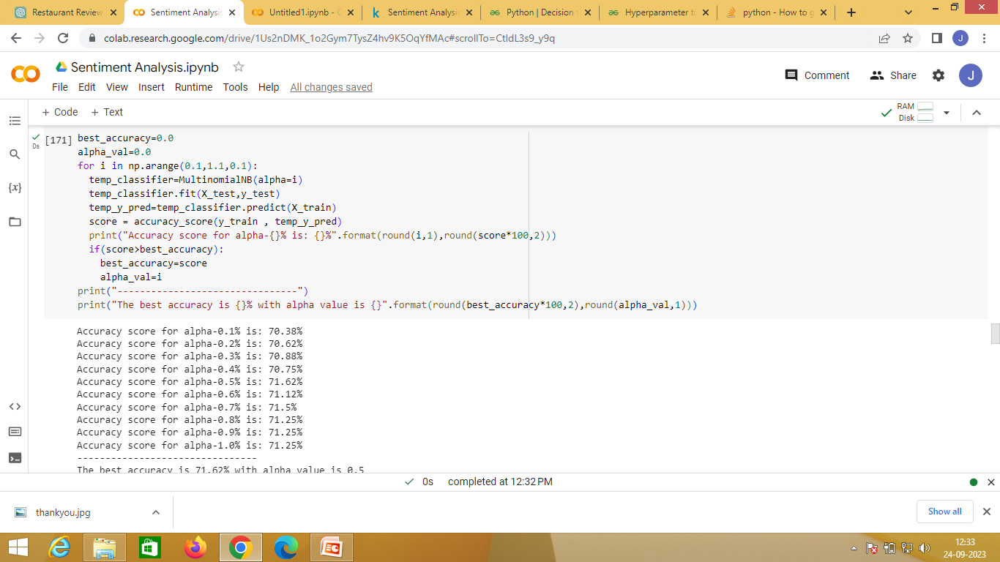 Restaurant Review
Sentiment Analysis
Untitled1.ipynb - C
Sentiment Analysis
Python | Decision t
Hyperparameter tu
python - How to g
colab.research.google.com/drive/1Us2nDMK_1o2Gym7TysZ4hv9K5OqYfMAc#scrollTo=CtIdL3s9_y9q
J
Sentiment Analysis.ipynb
Comment
Share
J
File Edit View Insert Runtime Tools Help All changes saved
+ Code + Text
RAM
Disk
{x}
[171]
0s
best_accuracy=0.0
alpha_val=0.0
for i in np.arange(0.1,1.1,0.1):
temp_classifier=MultinomialNB(alpha=i)
temp_classifier.fit(X_test,y_test)
temp_y_pred=temp_classifier.predict(X_train)
score = accuracy_score(y_train , temp_y_pred)
print("Accuracy score for alpha-{}% is: {}%".format(round(i,1),round(score*100,2)))
if(score>best_accuracy):
best_accuracy=score
alpha_val=i
print("--------------------------------")
print("The best accuracy is {}% with alpha value is {}".format(round(best_accuracy*100,2),round(alpha_val,1)))
Accuracy score for alpha-0.1% is: 70.38%
Accuracy score for alpha-0.2% is: 70.62%
Accuracy score for alpha-0.3% is: 70.88%
Accuracy score for alpha-0.4% is: 70.75%
Accuracy score for alpha-0.5% is: 71.62%
Accuracy score for alpha-0.6% is: 71.12%
Accuracy score for alpha-0.7% is: 71.5%
Accuracy score for alpha-0.8% is: 71.25%
Accuracy score for alpha-0.9% is: 71.25%
Accuracy score for alpha-1.0% is: 71.25%
--------------------------------
The best accuracy is 71.62% with alpha value is 0.5
0s completed at 12:32 PM
thankyou.jpg
Show all
12:33
24-09-2023